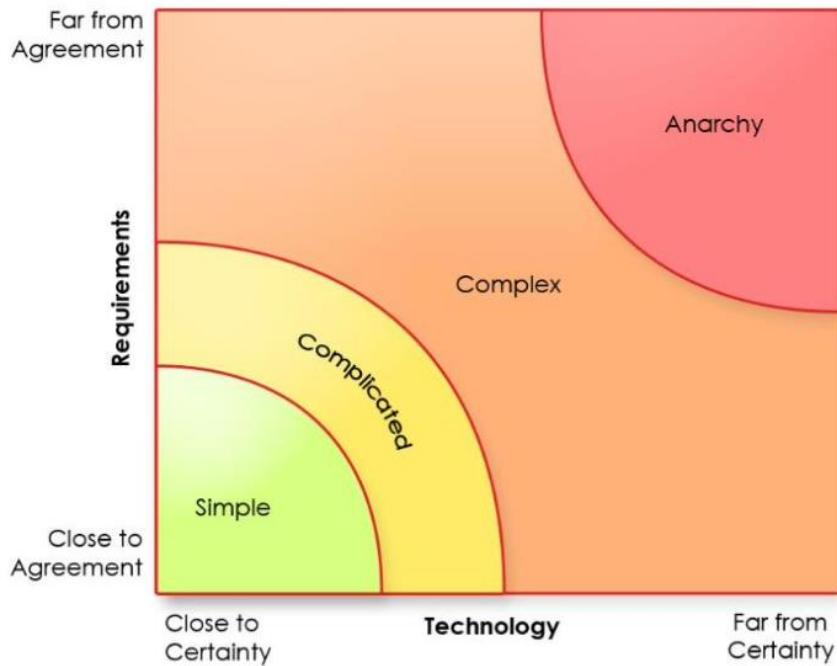 Far from
Agreement
Anarchy
Requirements
Complex
Complicated
Simple
Close to
Agreement
Close to
Certainty
Technology
Far from
Certainty